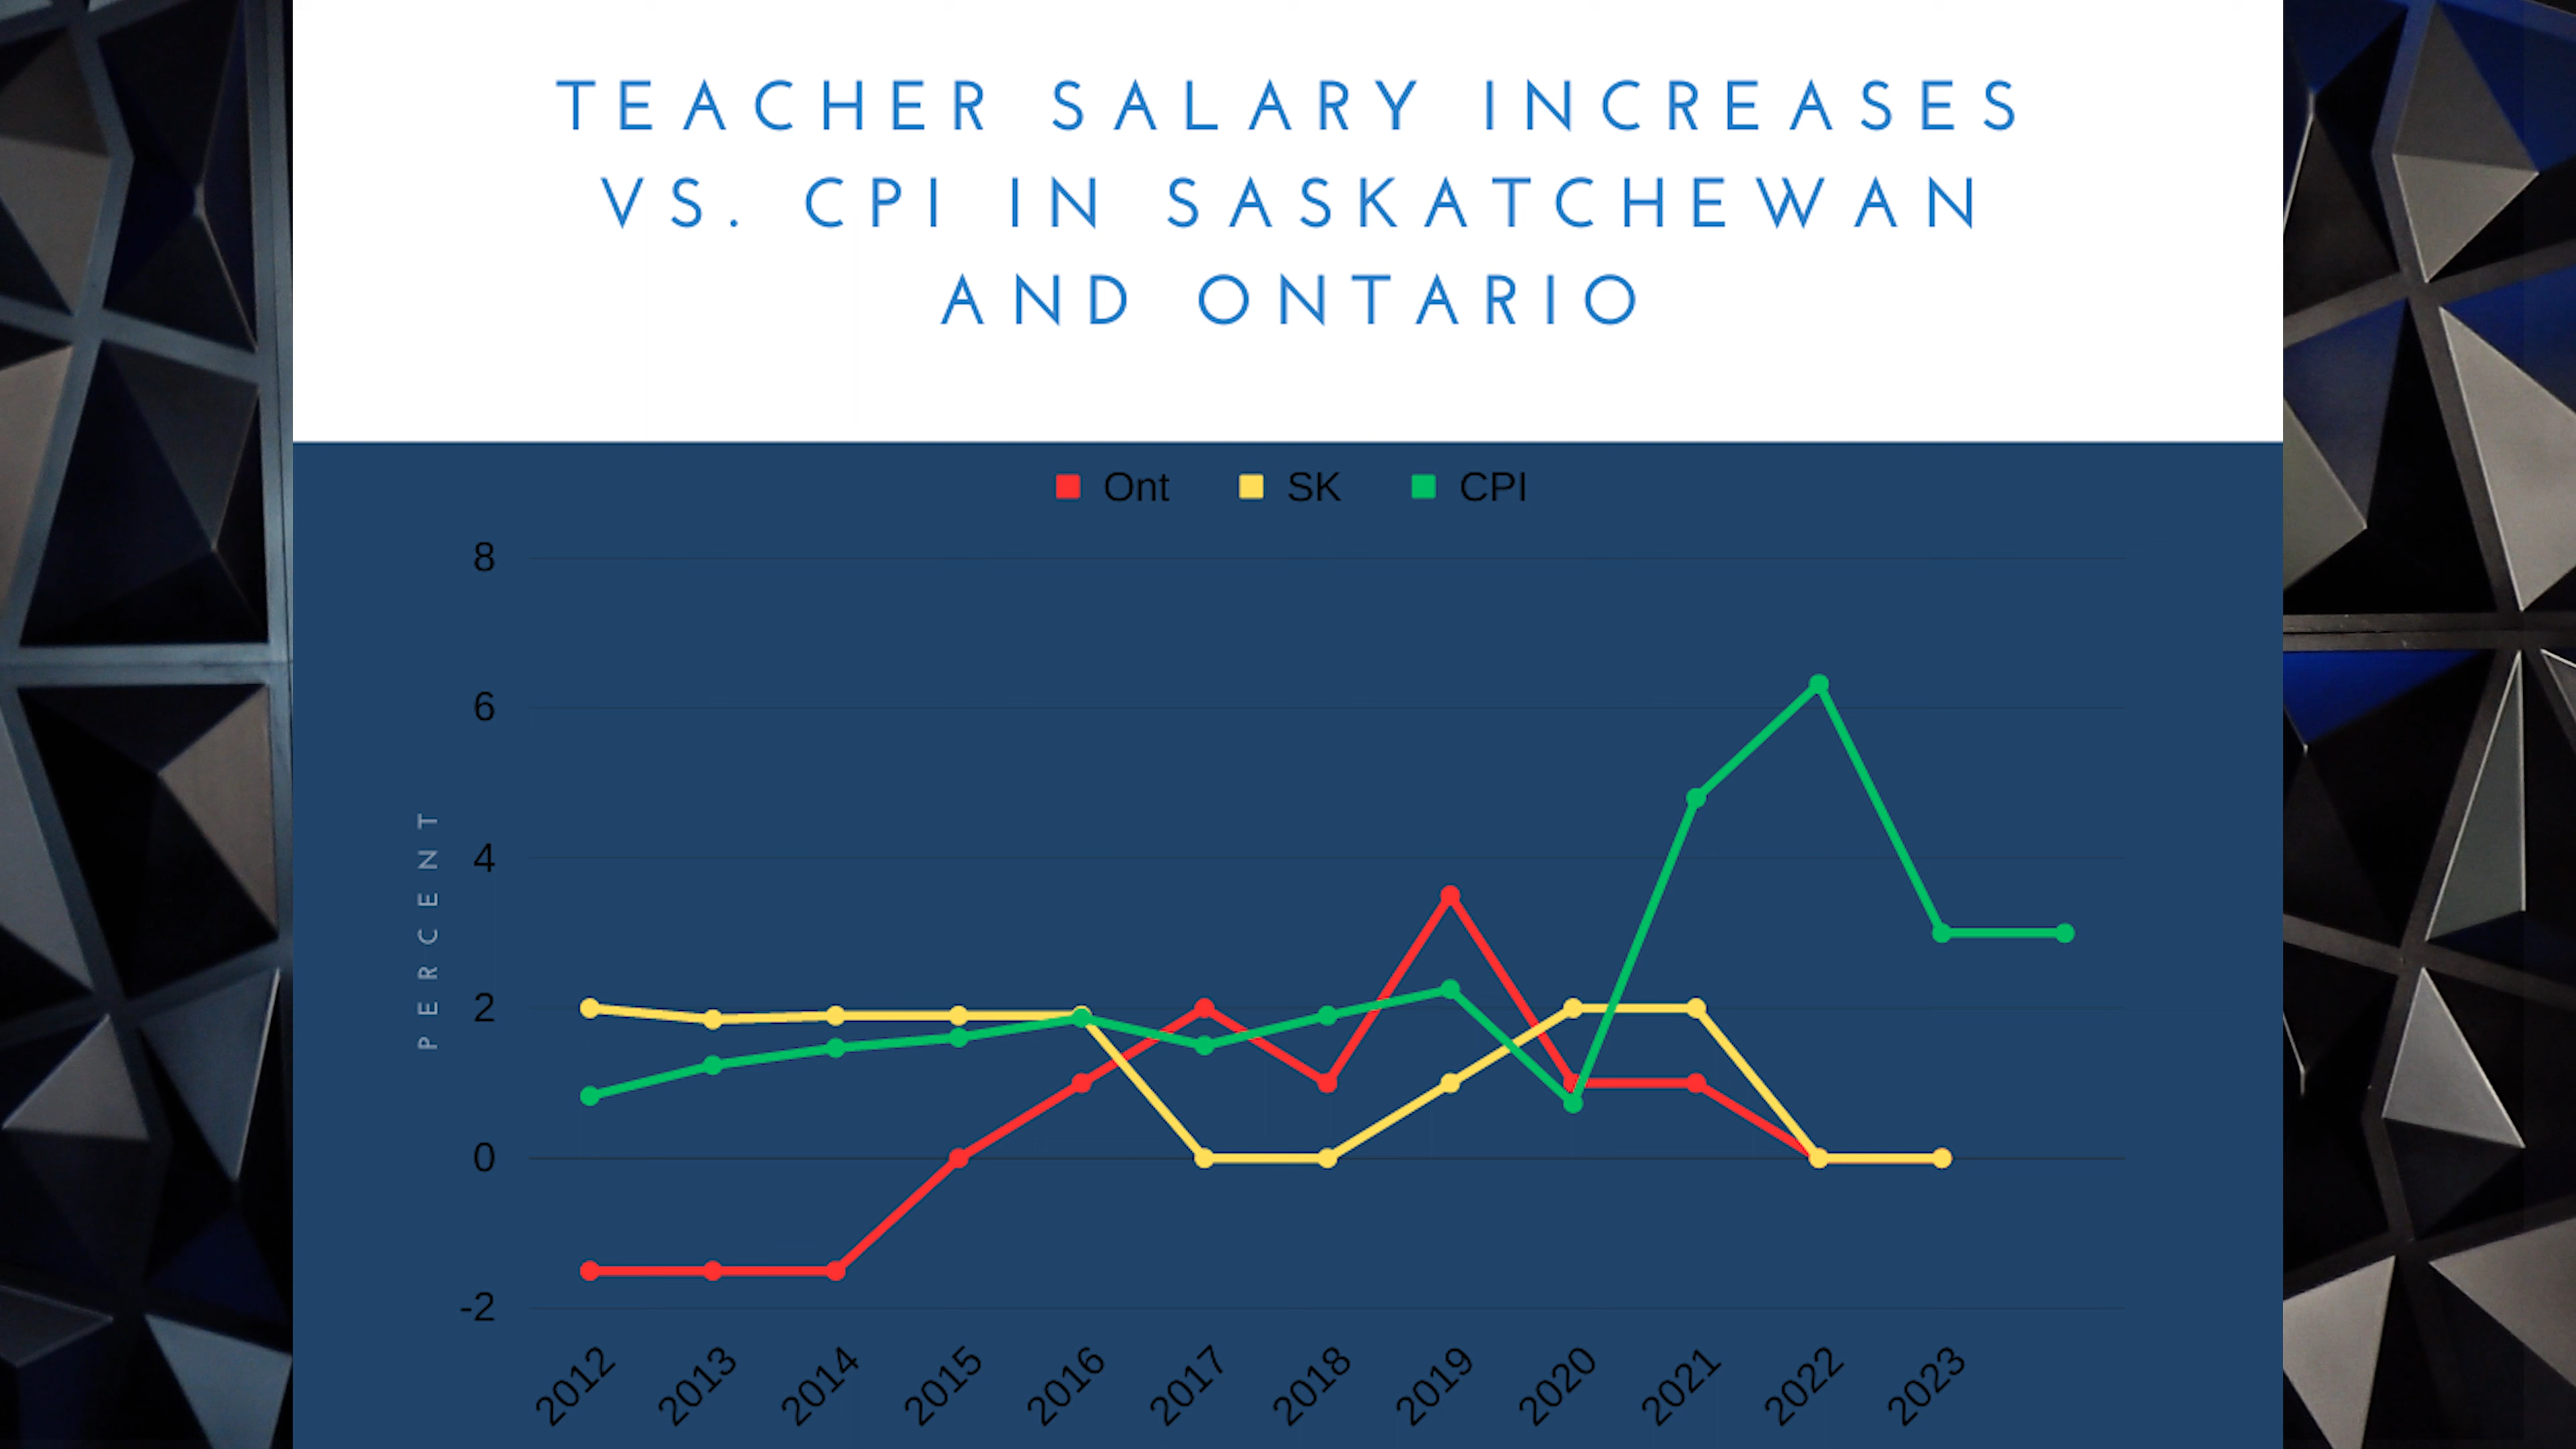 TEACHER SALARY INCREASES
VS. CPI IN SASKATCHEWAN
AND ONTARIO
Ont SK CPI
8
6
4
2
0
-2
PERCENT
2012 2013 2014 2015 2016 2017 2018 2019 2020 2021 2022 2023